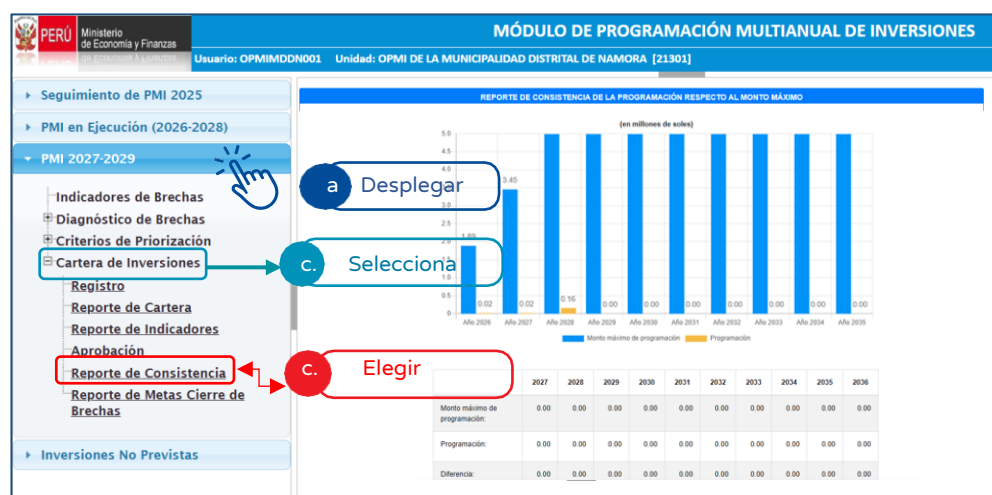 PERÚ
Ministerio
de Economía y Finanzas
MÓDULO DE PROGRAMACIÓN MULTIANUAL DE INVERSIONES
Usuario: OPMIMDDN001 Unidad: OPMI DE LA MUNICIPALIDAD DISTRITAL DE NAMORA [21301]
Seguimiento de PMI 2025
PMI en Ejecución (2026-2028)
PMI 2027-2029
Indicadores de Brechas
Diagnóstico de Brechas
Criterios de Priorización
Cartera de Inversiones
Registro
Reporte de Cartera
Reporte de Indicadores
Aprobación
Reporte de Consistencia
Reporte de Metas Cierre de
Brechas
Inversiones No Previstas
a Desplegar
c. Selecciona
c. Elegir
REPORTE DE CONSISTENCIA DE LA PROGRAMACIÓN RESPECTO AL MONTO MÁXIMO
(en millones de soles)
5.0
4.5
4.0
3.0
2.5
1.0
0.5
0
3.45
1.89
0.02 0.02 0.16 0.00 0.00 0.00 0.00 0.00 0.00 0.00
Año 2026 Año 2027 Año 2028 Año 2029 Año 2030 Año 2031 Año 2032 Año 2033 Año 2034 Año 2035
Monto máximo de programación Programación
2027 2028 2029 2030 2031 2032 2033 2034 2035 2036
Monto máximo de
programación:
0.00 0.00 0.00 0.00 0.00 0.00 0.00 0.00 0.00 0.00
Programación: 0.00 0.00 0.00 0.00 0.00 0.00 0.00 0.00 0.00 0.00
Diferencia: 0.00 0.00 0.00 0.00 0.00 0.00 0.00 0.00 0.00 0.00